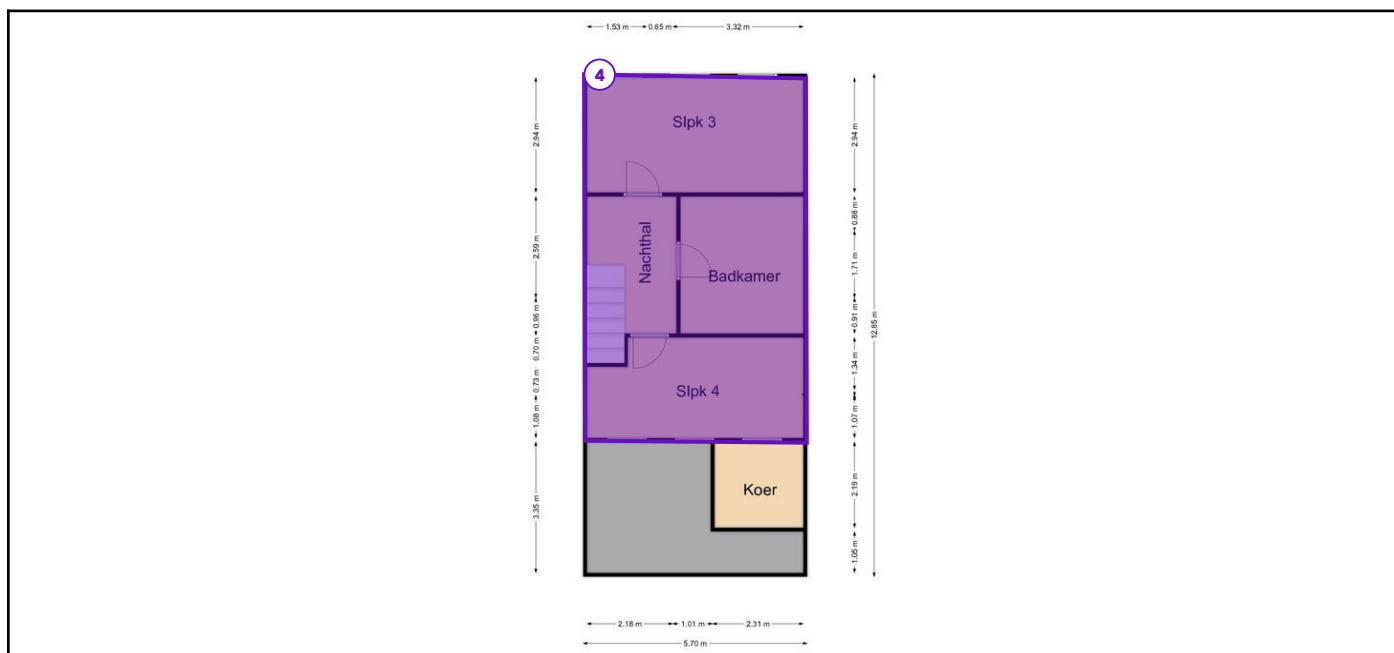 1.53 m 0.65 m 3.32 m
4
Slpk 3
2.94 m
2.94 m
Nachthal
Badkamer
2.59 m
0.96 m
0.70 m
0.73 m
1.08 m
0.88 m
1.71 m
0.91 m
1.34 m
1.07 m
12.85 m
Slpk 4
Koer
3.35 m
2.19 m
1.05 m
2.18 m 1.01 m 2.31 m
5.70 m